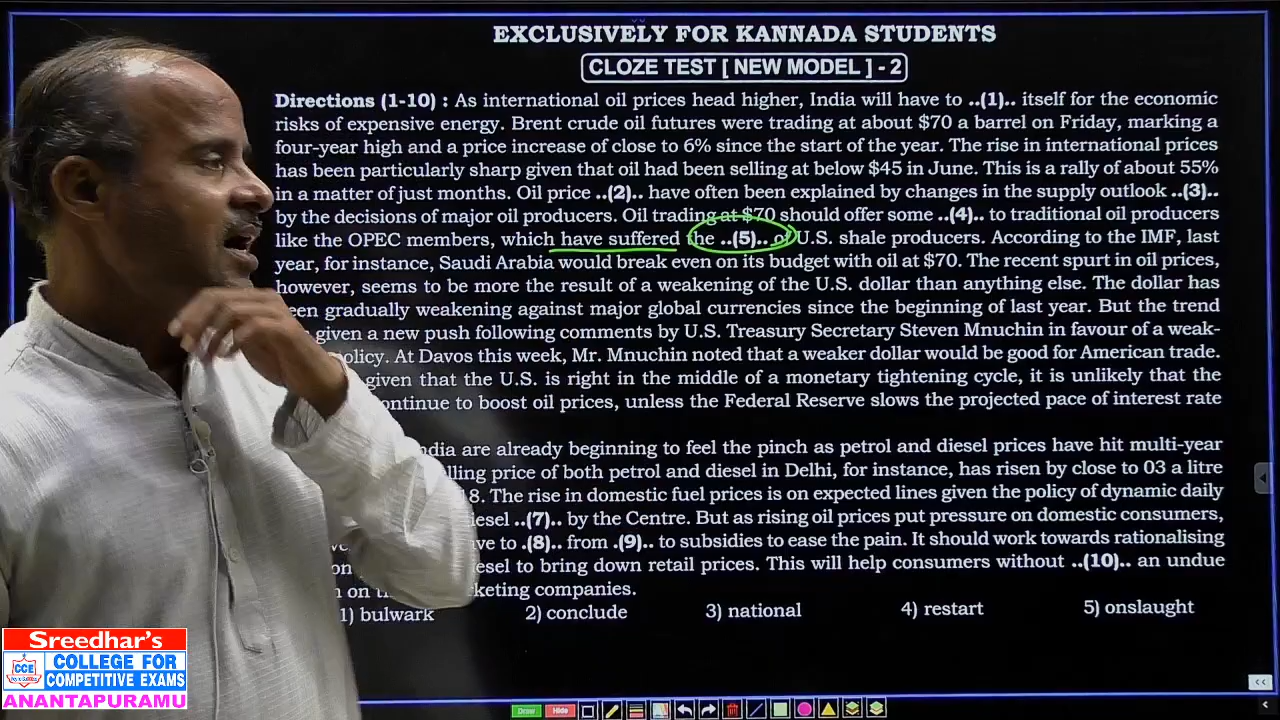 EXCLUSIVELY FOR KANNADA STUDENTS
CLOZE TEST [ NEW MODEL ] - 2
Directions (1-10) : As international oil prices head higher, India will have to ..(1).. itself for the economic
risks of expensive energy. Brent crude oil futures were trading at about $70 a barrel on Friday, marking a
four-year high and a price increase of close to 6% since the start of the year. The rise in international prices
has been particularly sharp given that oil had been selling at below $45 in June. This is a rally of about 55%
in a matter of just months. Oil price ..(2).. have often been explained by changes in the supply outlook ..(3)..
by the decisions of major oil producers. Oil trading at $70 should offer some ..(4).. to traditional oil producers
like the OPEC members, which have suffered the ..(5).. of U.S. shale producers. According to the IMF, last
year, for instance, Saudi Arabia would break even on its budget with oil at $70. The recent spurt in oil prices,
however, seems to be more the result of a weakening of the U.S. dollar than anything else. The dollar has
een gradually weakening against major global currencies since the beginning of last year. But the trend
given a new push following comments by U.S. Treasury Secretary Steven Mnuchin in favour of a weak-
policy. At Davos this week, Mr. Mnuchin noted that a weaker dollar would be good for American trade.
given that the U.S. is right in the middle of a monetary tightening cycle, it is unlikely that the
ontinue to boost oil prices, unless the Federal Reserve slows the projected pace of interest rate
ndia are already beginning to feel the pinch as petrol and diesel prices have hit multi-year
lling price of both petrol and diesel in Delhi, for instance, has risen by close to 03 a litre
8. The rise in domestic fuel prices is on expected lines given the policy of dynamic daily
iesel ..(7).. by the Centre. But as rising oil prices put pressure on domestic consumers,
ve to .(8).. from .(9).. to subsidies to ease the pain. It should work towards rationalising
on esel to bring down retail prices. This will help consumers without ..(10).. an undue
n on th keting companies.
1) bulwark 2) conclude 3) national 4) restart 5) onslaught
Sreedhar's
CCE
COLLEGE FOR
COMPETITIVE EXAMS
ANANTAPURAMU
Draw Hide